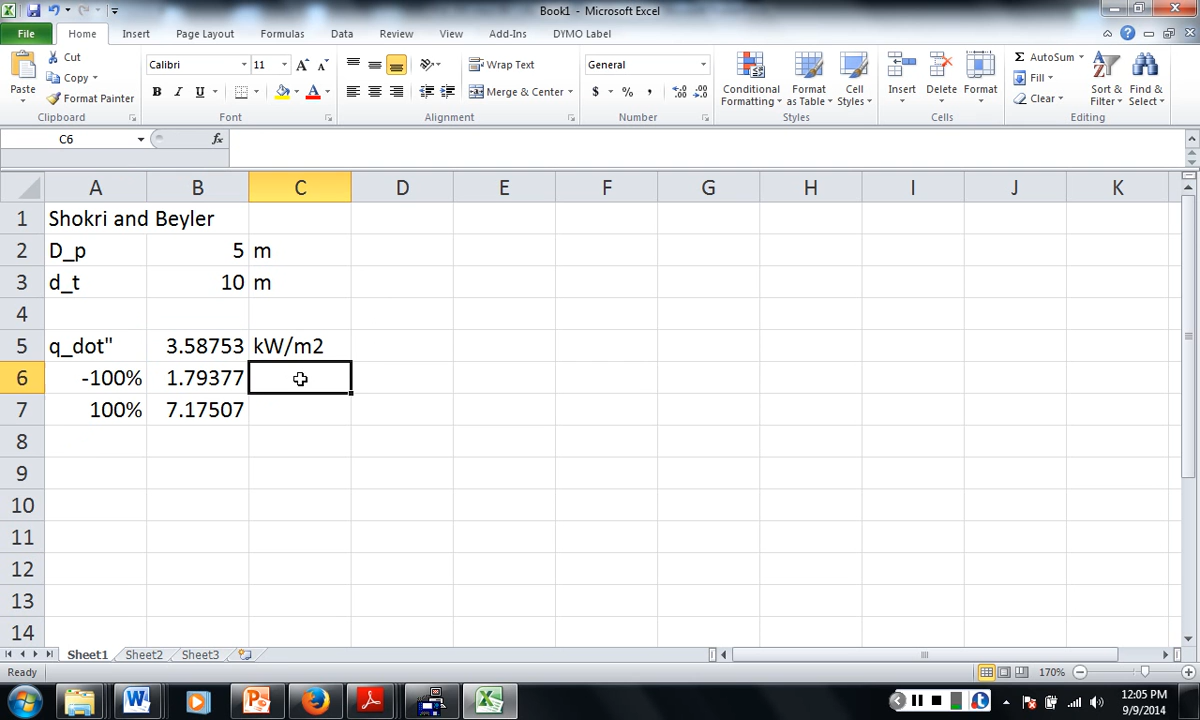 Book1 - Microsoft Excel
File Home Insert Page Layout Formulas Data Review View Add-Ins DYMO Label
Paste
Cut
Copy
Format Painter
Clipboard
Calibri 11
B I U
Font
Wrap Text
Merge & Center
Alignment
General
$ % ,
Number
Conditional Formatting
Format as Table
Cell Styles
Styles
Insert Delete Format
Cells
Σ AutoSum
Fill
Clear
Sort & Filter
Find & Select
Editing
C6 fx
A B C D E F G H I J K
1 Shokri and Beyler
2 D_p 5 m
3 d_t 10 m
4
5 q_dot" 3.58753 kW/m2
6 -100% 1.79377
7 100% 7.17507
8
9
10
11
12
13
14
Sheet1 Sheet2 Sheet3
Ready 170%
12:05 PM
9/9/2014